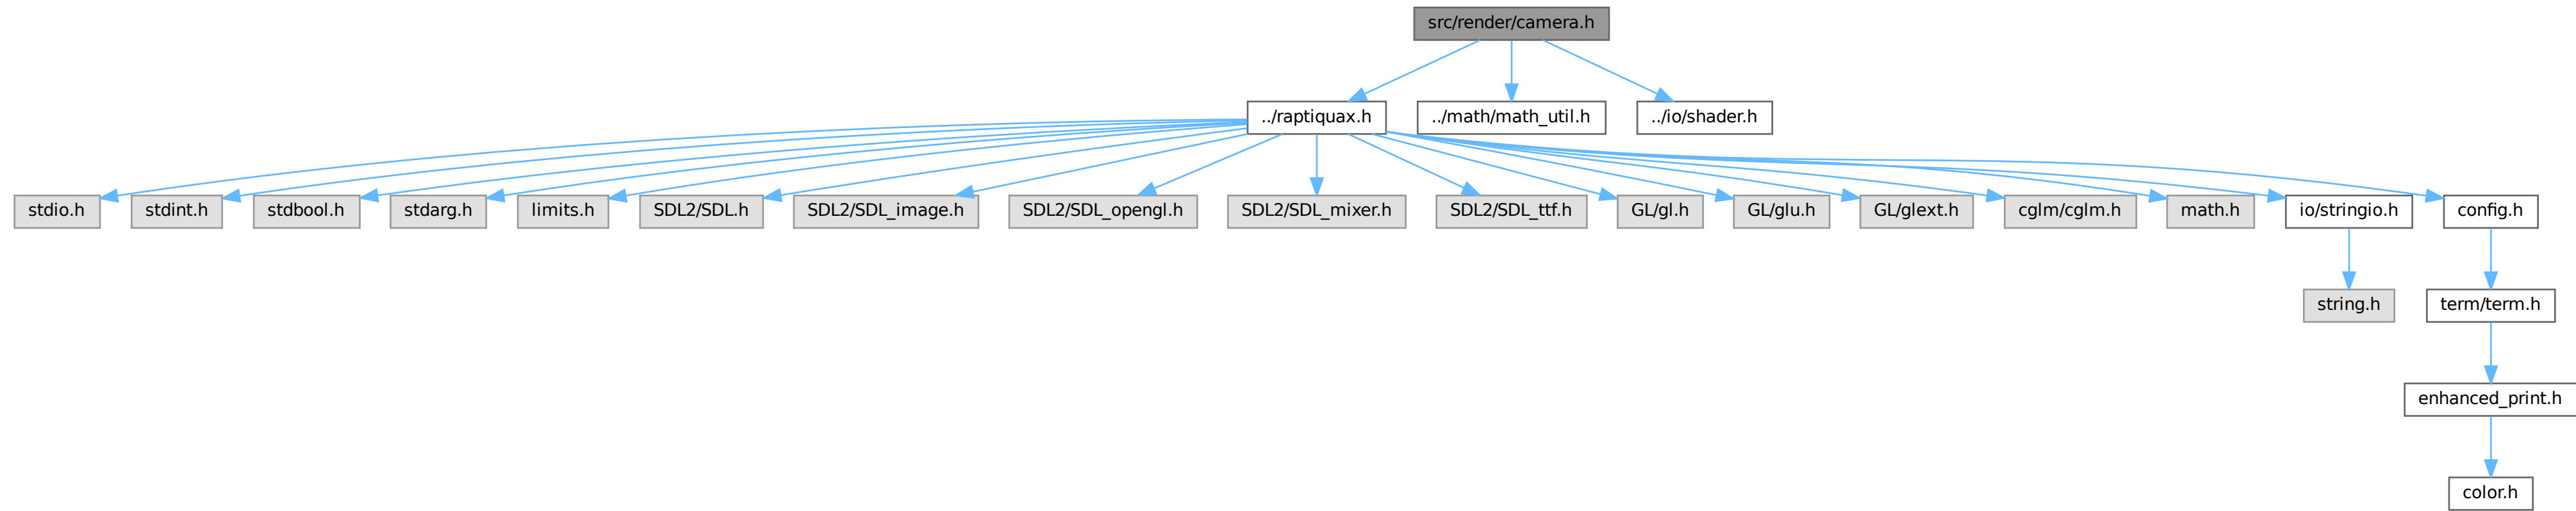 src/render/camera.h
../raptiquax.h
../math/math_util.h
../io/shader.h
stdio.h
stdint.h
stdbool.h
stdarg.h
limits.h
SDL2/SDL.h
SDL2/SDL_image.h
SDL2/SDL_opengl.h
SDL2/SDL_mixer.h
SDL2/SDL_ttf.h
GL/gl.h
GL/glu.h
GL/glext.h
cglm/cglm.h
math.h
io/stringio.h
config.h
string.h
term/term.h
enhanced_print.h
color.h